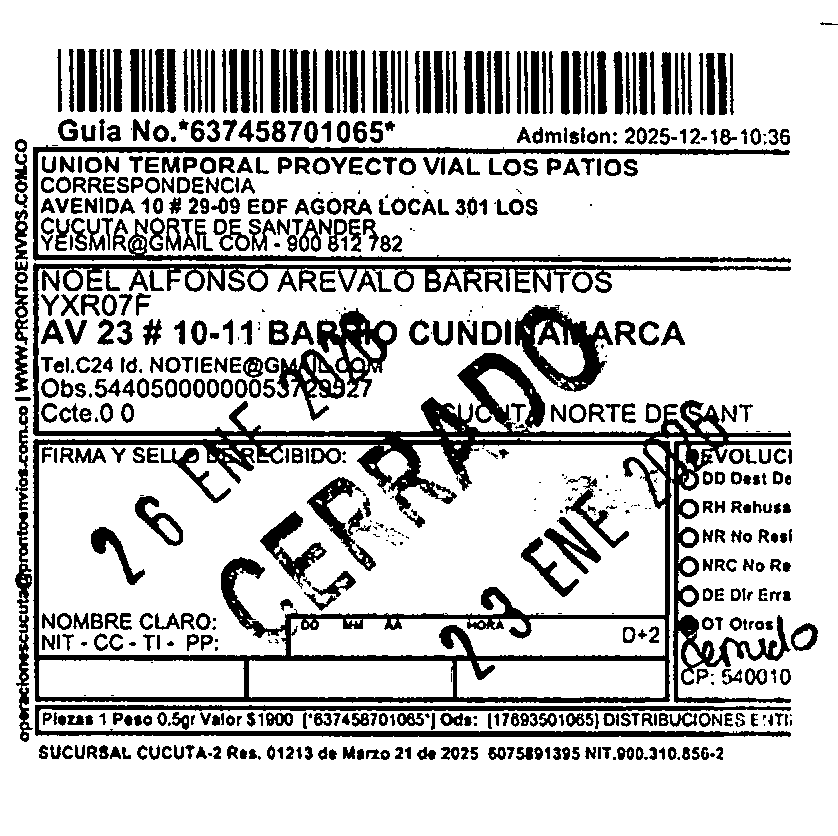 Guia No.*637458701065*
Admision: 2025-12-18-10:36
UNION TEMPORAL PROYECTO VIAL LOS PATIOS
CORRESPONDENCIA
AVENIDA 10 # 29-09 EDF AGORA LOCAL 301 LOS
CUCUTA NORTE DE SANTANDER
YEISMIR@GMAIL COM - 900 812 782
NOEL ALFONSO AREVALO BARRIENTOS
YXR07F
AV 23 # 10-11 BARRIO CUNDINAMARCA
Tel.C24 Id. NOTIENE@GMAIL.COM
Obs.
Ccte.0 0
CUCUTA NORTE DE SANT
FIRMA Y SELLO DE RECIBIDO:
26 ENE 2026
CERRADO
23 ENE 2026
NOMBRE CLARO:
NIT - CC - TI - PP:
DD MM AA HORA
D+2
DEVOLUCI
DD Dest De
RH Rehusa
NR No Resi
NRC No Re
DE Dir Erra
OT Otros
Cerrado
CP: 540010
Piezas 1 Peso 0.5gr Valor $1900 [*637458701065*] Ods: [17693501065] DISTRIBUCIONES ENTI
SUCURSAL CUCUTA-2 Res. 01213 de Marzo 21 de 2025 6075891395 NIT.900.310.856-2
operacionescucuta@prontoenvios.com.co | WWW.PRONTOENVIOS.COM.CO